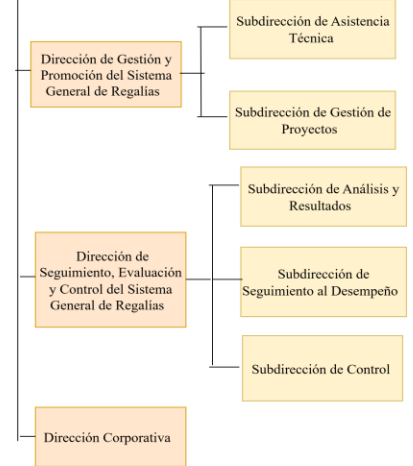 Subdirección de Asistencia
Técnica
Dirección de Gestión y
Promoción del Sistema
General de Regalías
Subdirección de Gestión de
Proyectos
Subdirección de Análisis y
Resultados
Dirección de
Seguimiento, Evaluación
y Control del Sistema
General de Regalías
Subdirección de
Seguimiento al Desempeño
Subdirección de Control
Dirección Corporativa